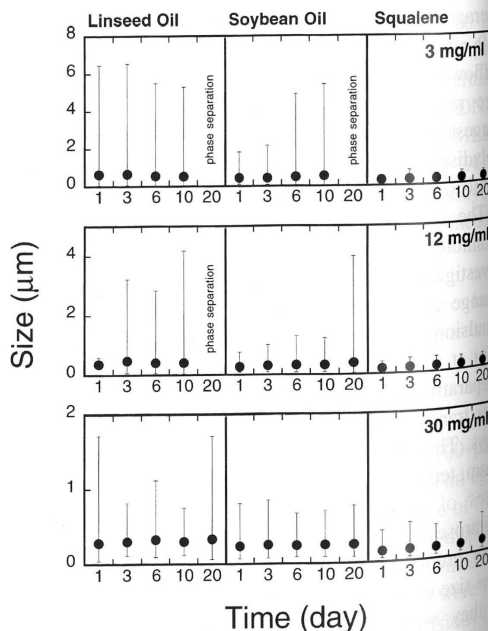 Linseed Oil Soybean Oil Squalene
8
6
4
2
0
phase separation
phase separation
3 mg/ml
1 3 6 10 20 1 3 6 10 20 1 3 6 10 20
4
2
0
phase separation
12 mg/ml
1 3 6 10 20 1 3 6 10 20 1 3 6 10 20
2
1
0
30 mg/ml
1 3 6 10 20 1 3 6 10 20 1 3 6 10 20
Size (μm)
Time (day)